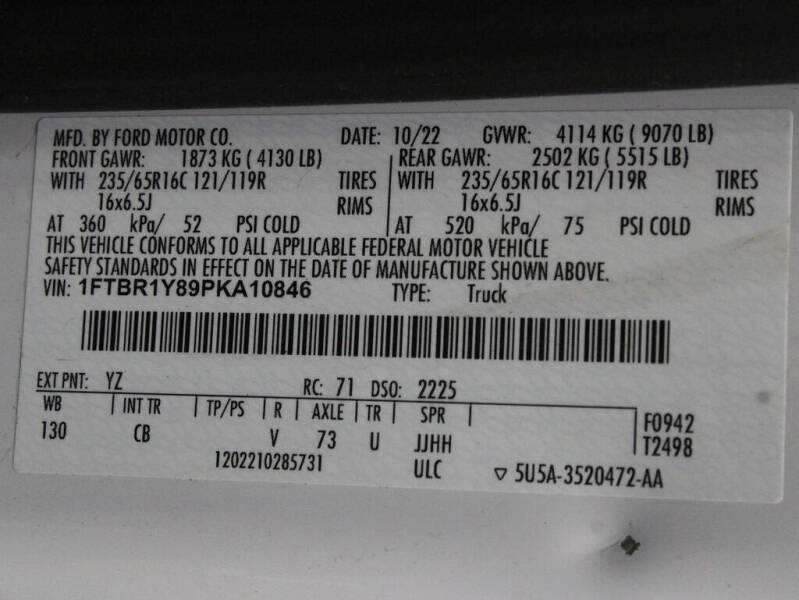 MFD. BY FORD MOTOR CO. DATE: 10/22 GVWR: 4114 KG ( 9070 LB)
FRONT GAWR: 1873 KG ( 4130 LB) REAR GAWR: 2502 KG ( 5515 LB)
WITH 235/65R16C 121/119R TIRES WITH 235/65R16C 121/119R TIRES
16x6.5J RIMS 16x6.5J RIMS
AT 360 kPa/ 52 PSI COLD AT 520 kPa/ 75 PSI COLD
THIS VEHICLE CONFORMS TO ALL APPLICABLE FEDERAL MOTOR VEHICLE
SAFETY STANDARDS IN EFFECT ON THE DATE OF MANUFACTURE SHOWN ABOVE.
VIN: 1FTBR1Y89PKA10846 TYPE: Truck
EXT PNT: YZ RC: 71 DSO: 2225
WB INT TR TP/PS R AXLE TR SPR F0942
130 CB V 73 U JJHH T2498
1202210285731 ULC ▽ 5U5A-3520472-AA